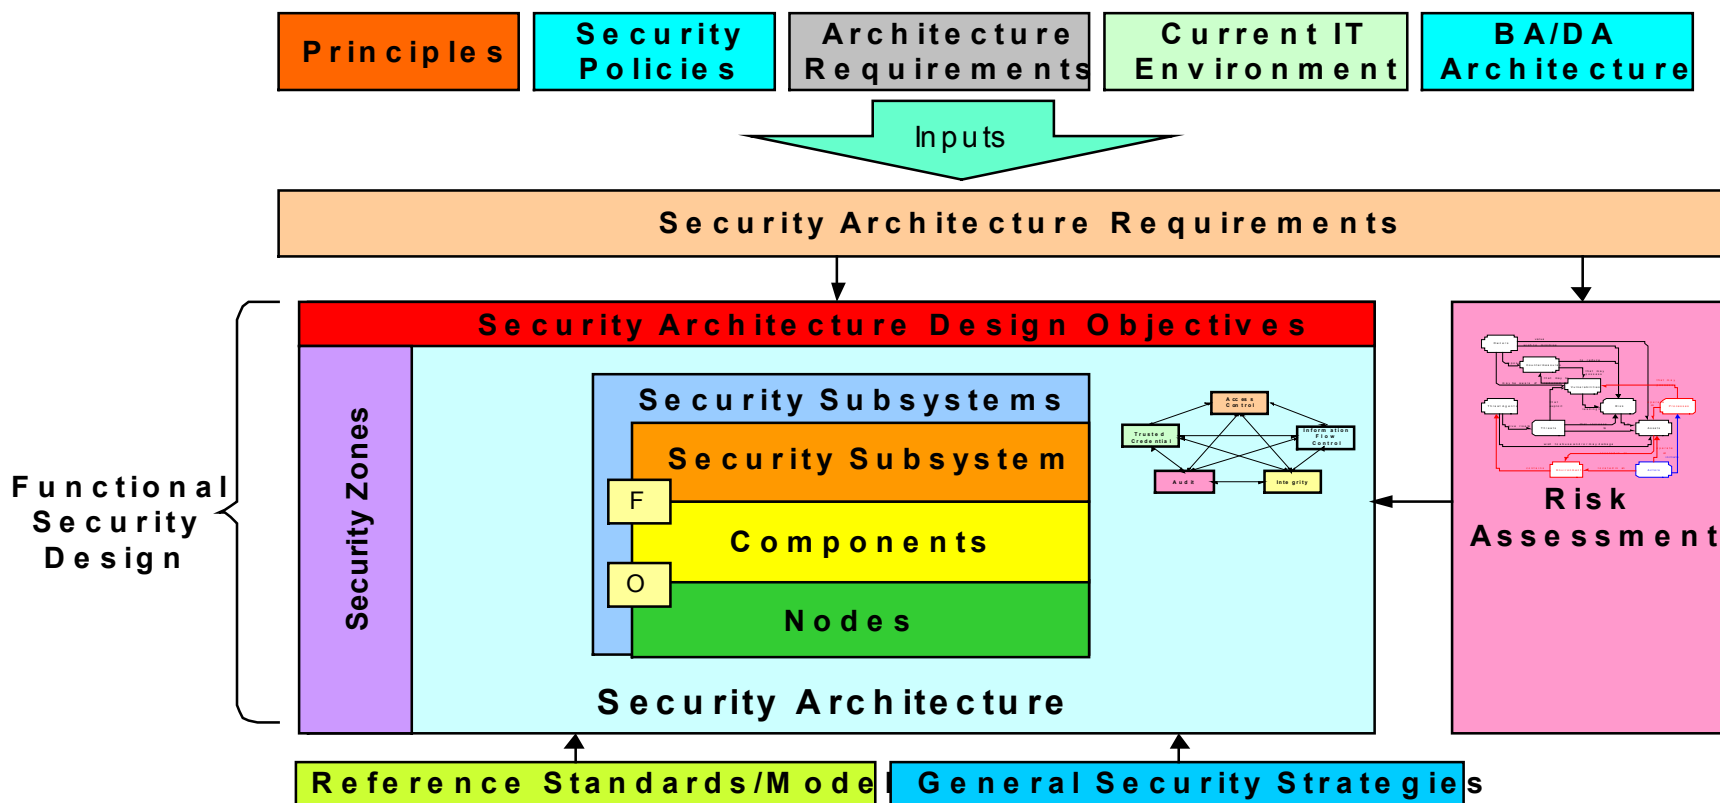 Principles
Security
Policies
Architecture
Requirements
Current IT
Environment
BA/DA
Architecture
Inputs
Security Architecture Requirements
Security Architecture Design Objectives
Functional
Security
Design
Security Zones
Security Subsystems
Security Subsystem
F
Components
O
Nodes
Security Architecture
Access
Control
Trusted
Credential
Information
Flow
Control
Audit
Integrity
Risk
Assessment
Reference Standards/Model
General Security Strategies